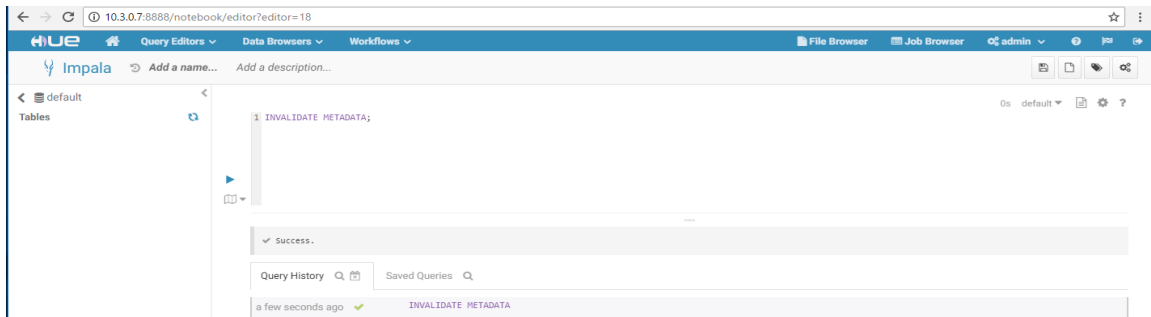 10.3.0.7:8888/notebook/editor?editor=18
HUE Query Editors Data Browsers Workflows File Browser Job Browser admin
Impala Add a name... Add a description...
default
0s default ?
Tables
1 INVALIDATE METADATA;
Success.
Query History Saved Queries
a few seconds ago INVALIDATE METADATA